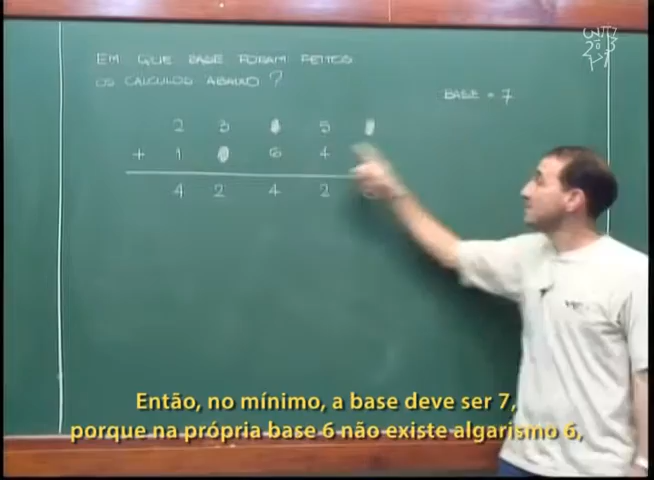 EM QUE BASE FORAM FEITOS
OS CÁLCULOS ABAIXO ?
BASE = 7
2 3 5
+ 1 6 4
4 2 4 2
Então, no mínimo, a base deve ser 7,
porque na própria base 6 não existe algarismo 6,